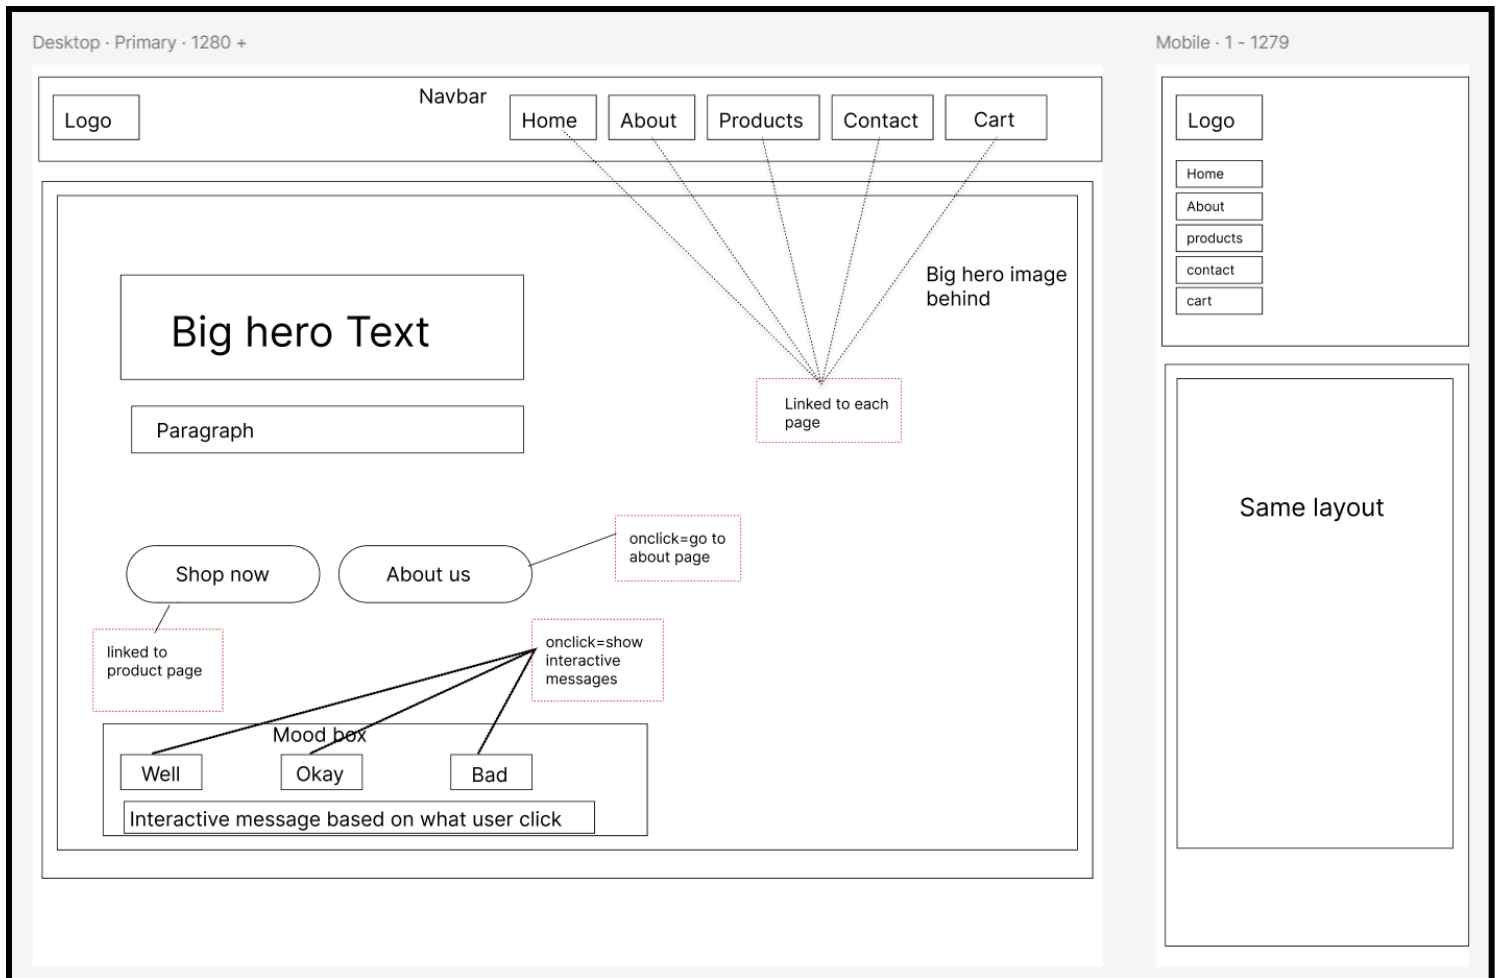 Desktop · Primary · 1280 +
Navbar
Logo
Home
About
Products
Contact
Cart
Big hero image
behind
Big hero Text
Linked to each
page
Paragraph
onclick=go to
about page
Shop now
About us
linked to
product page
onclick=show
interactive
messages
Mood box
Well
Okay
Bad
Interactive message based on what user click
Mobile · 1 - 1279
Logo
Home
About
products
contact
cart
Same layout